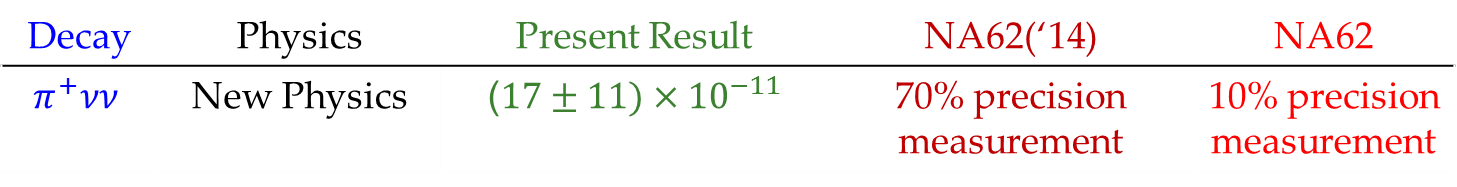 Decay Physics Present Result NA62(‘14) NA62
π⁺νν New Physics (17 ± 11) × 10⁻¹¹ 70% precision measurement 10% precision measurement